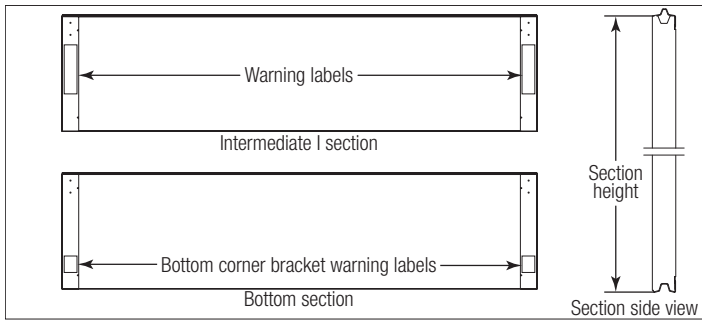 Warning labels
Intermediate I section
Section
height
Bottom corner bracket warning labels
Bottom section
Section side view